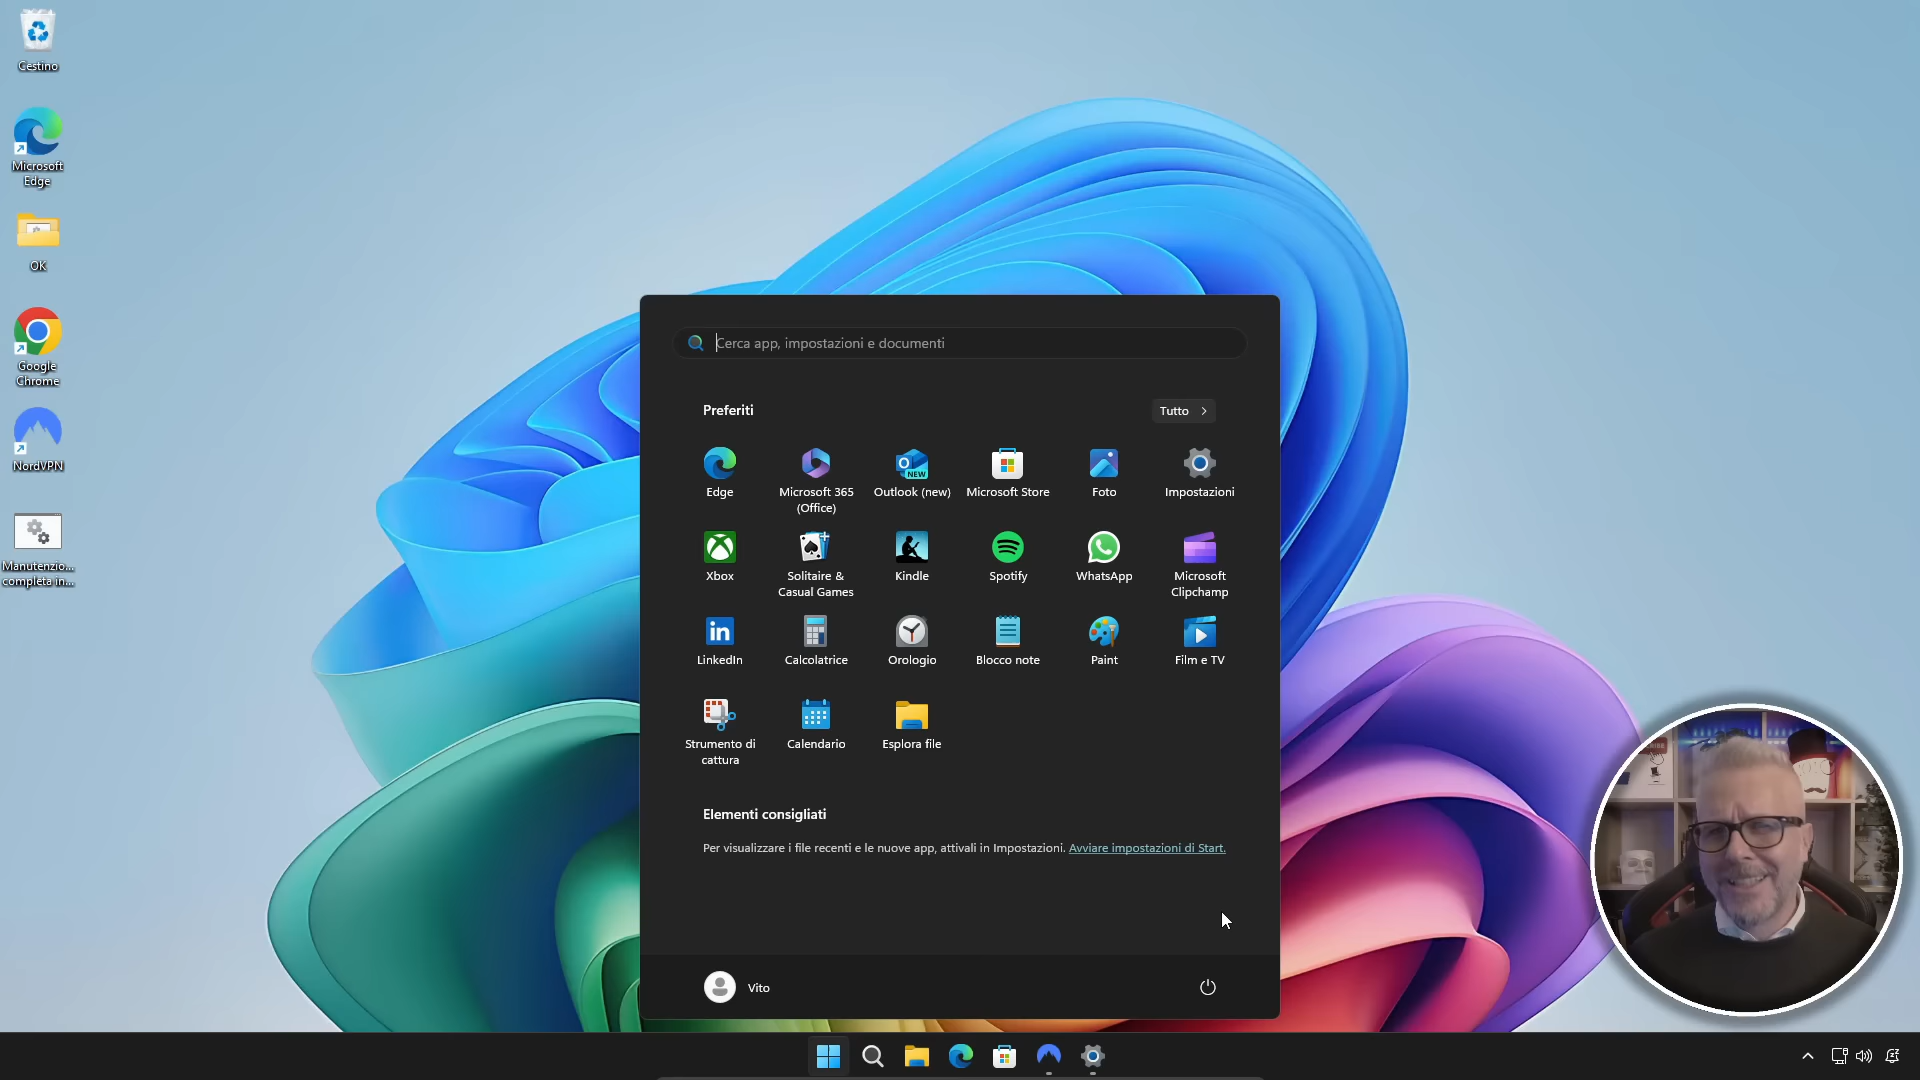 Cestino
Microsoft
Edge
OK
Google
Chrome
NordVPN
Manutenzio...
completa in...
Cerca app, impostazioni e documenti
Preferiti
Tutto
Edge
Microsoft 365
(Office)
Outlook (new)
Microsoft Store
Foto
Impostazioni
Xbox
Solitaire &
Casual Games
Kindle
Spotify
WhatsApp
Microsoft
Clipchamp
LinkedIn
Calcolatrice
Orologio
Blocco note
Paint
Film e TV
Strumento di
cattura
Calendario
Esplora file
Elementi consigliati
Per visualizzare i file recenti e le nuove app, attivali in Impostazioni. Avviare impostazioni di Start.
Vito